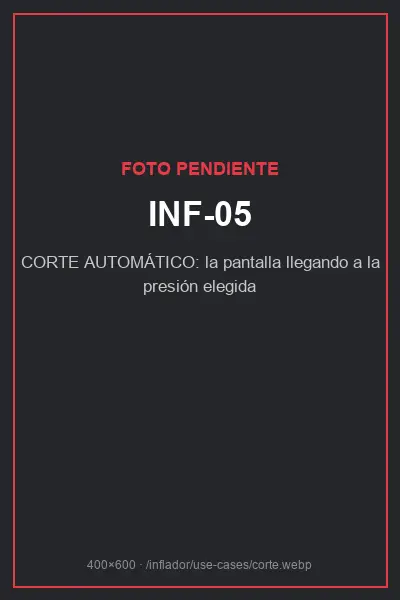 FOTO PENDIENTE
INF-05
CORTE AUTOMÁTICO: la pantalla llegando a la
presión elegida
400×600 · /inflador/use-cases/corte.webp